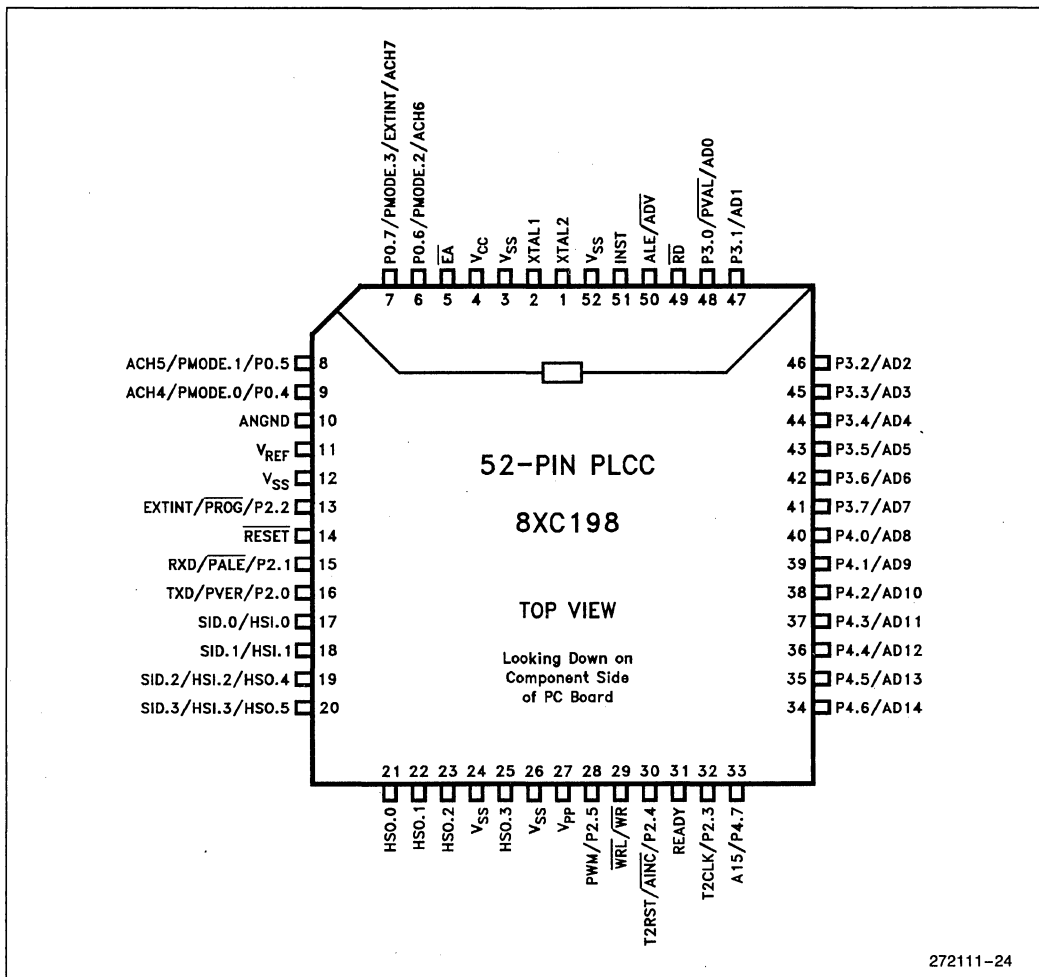 P0.7/PMODE.3/EXTINT/ACH7
P0.6/PMODE.2/ACH6
EA
VCC
VSS
XTAL1
XTAL2
VSS
INST
ALE/ADV
RD
P3.0/PVAL/AD0
P3.1/AD1
7 6 5 4 3 2 1 52 51 50 49 48 47
ACH5/PMODE.1/P0.5 8
ACH4/PMODE.0/P0.4 9
ANGND 10
VREF 11
VSS 12
EXTINT/PROG/P2.2 13
RESET 14
RXD/PALE/P2.1 15
TXD/PVER/P2.0 16
SID.0/HSI.0 17
SID.1/HSI.1 18
SID.2/HSI.2/HSO.4 19
SID.3/HSI.3/HSO.5 20
52-PIN PLCC
8XC198
TOP VIEW
Looking Down on
Component Side
of PC Board
46 P3.2/AD2
45 P3.3/AD3
44 P3.4/AD4
43 P3.5/AD5
42 P3.6/AD6
41 P3.7/AD7
40 P4.0/AD8
39 P4.1/AD9
38 P4.2/AD10
37 P4.3/AD11
36 P4.4/AD12
35 P4.5/AD13
34 P4.6/AD14
21 22 23 24 25 26 27 28 29 30 31 32 33
HSO.0
HSO.1
HSO.2
VSS
HSO.3
VSS
VPP
PWM/P2.5
WRL/WR
T2RST/AINC/P2.4
READY
T2CLK/P2.3
A15/P4.7
272111-24